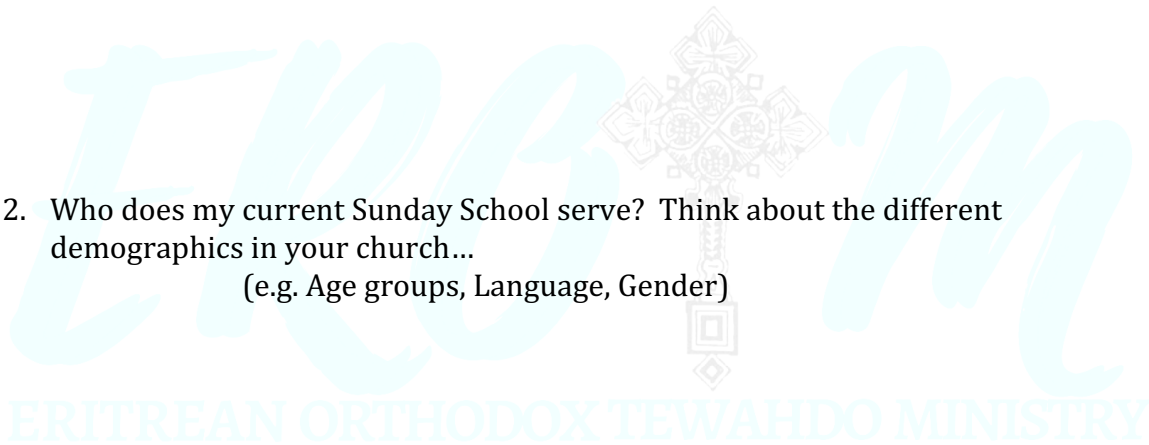 2. Who does my current Sunday School serve? Think about the different
demographics in your church...
(e.g. Age groups, Language, Gender)
ERITREAN ORTHODOX TEWAHDO MINISTRY